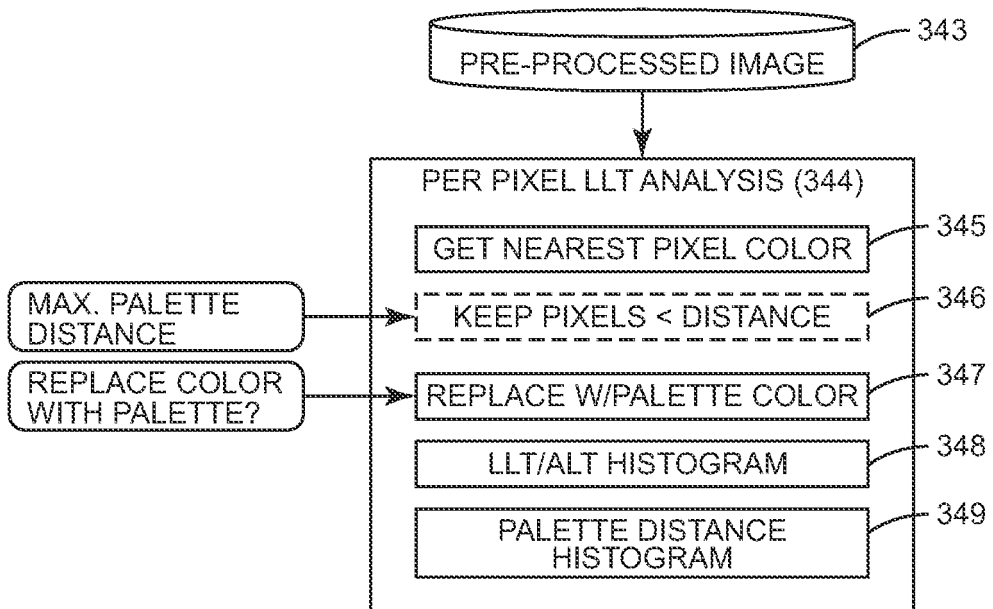 343
PRE-PROCESSED IMAGE
PER PIXEL LLT ANALYSIS (344)
345
GET NEAREST PIXEL COLOR
346
MAX. PALETTE
DISTANCE
KEEP PIXELS < DISTANCE
347
REPLACE COLOR
WITH PALETTE?
REPLACE W/PALETTE COLOR
348
LLT/ALT HISTOGRAM
349
PALETTE DISTANCE
HISTOGRAM